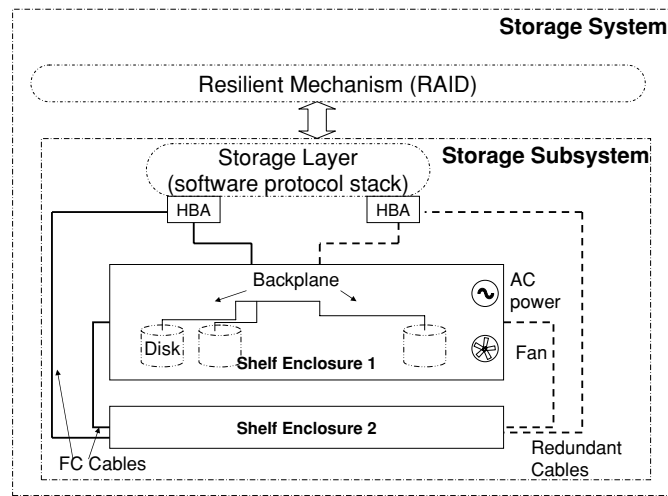 Storage System
Resilient Mechanism (RAID)
Storage Subsystem
Storage Layer
(software protocol stack)
HBA
HBA
Backplane
AC
power
Disk
Fan
Shelf Enclosure 1
Shelf Enclosure 2
FC Cables
Redundant
Cables